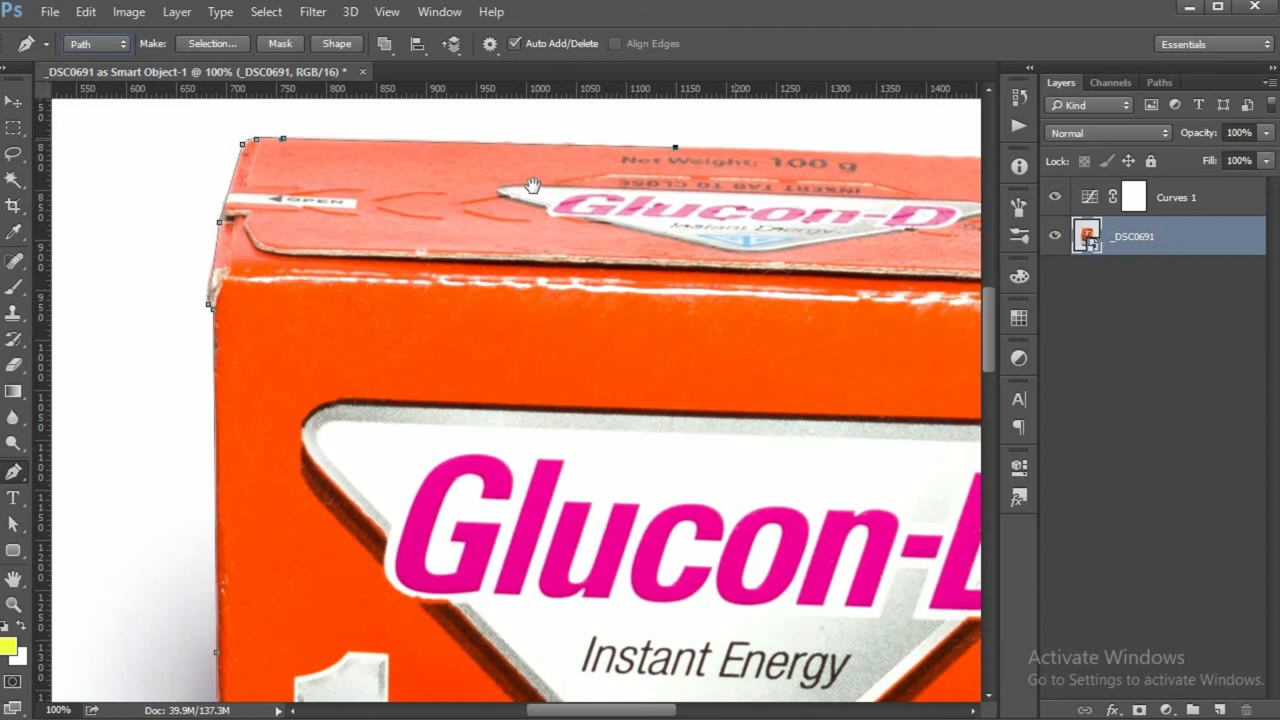 Ps File Edit Image Layer Type Select Filter 3D View Window Help
Path Make: Selection... Mask Shape Auto Add/Delete Align Edges Essentials
_DSC0691 as Smart Object-1 @ 100% (_DSC0691, RGB/16) * ×
550 600 650 700 750 800 850 900 950 1000 1050 1100 1150 1200 1250 1300 1350 1400
Layers Channels Paths
Kind
Normal Opacity: 100%
Lock: Fill: 100%
Curves 1
_DSC0691
Net Weight: 100 g
INSERT TAB TO CLOSE
OPEN
Glucon-D
Instant Energy
Glucon-
Instant Energy
1
Activate Windows
Go to Settings to activate Windows.
100% Doc: 39.9M/137.3M